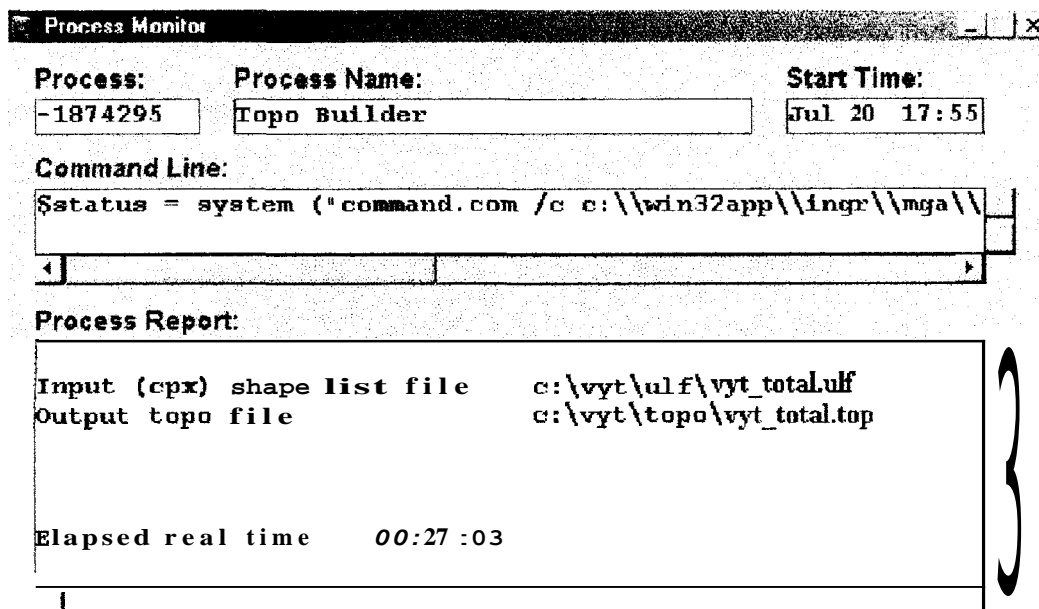 Process Monitor
Process: Process Name: Start Time:
-1874295 Topo Builder Jul 20 17:55
Command Line:
$status = system ("command.com /c c:\\win32app\\ingr\\mga\\
Process Report:
Input (cpx) shape list file c:\vyt\ulf\vyt_total.ulf
Output topo file c:\vyt\topo\vyt_total.top
Elapsed real time 00:27 :03
3